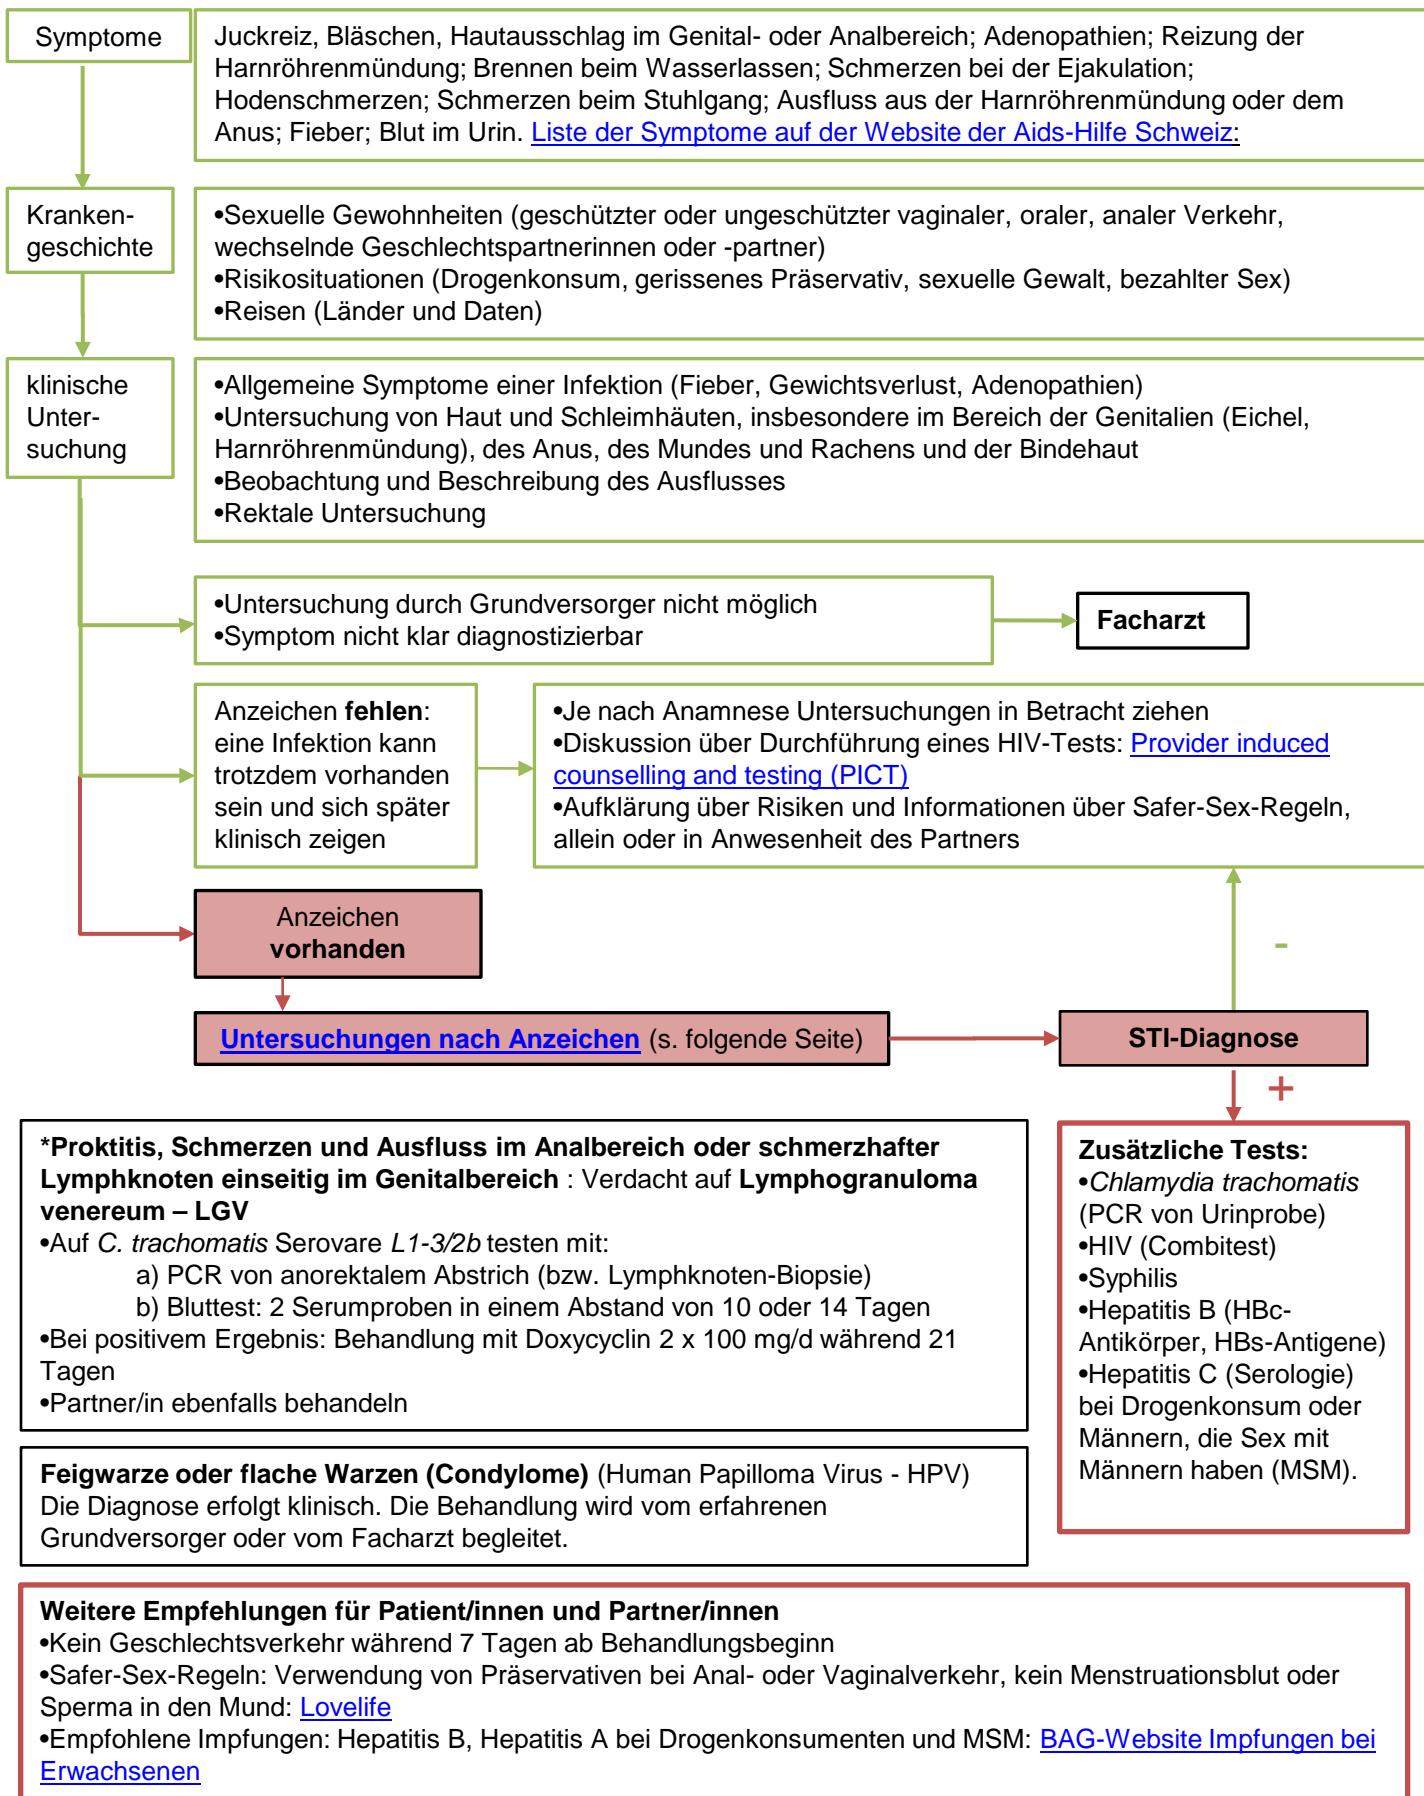 Symptome
Juckreiz, Bläschen, Hautausschlag im Genital- oder Analbereich; Adenopathien; Reizung der
Harnröhrenmündung; Brennen beim Wasserlassen; Schmerzen bei der Ejakulation;
Hodenschmerzen; Schmerzen beim Stuhlgang; Ausfluss aus der Harnröhrenmündung oder dem
Anus; Fieber; Blut im Urin. Liste der Symptome auf der Website der Aids-Hilfe Schweiz:
Kranken-
geschichte
•Sexuelle Gewohnheiten (geschützter oder ungeschützter vaginaler, oraler, analer Verkehr,
wechselnde Geschlechtspartnerinnen oder -partner)
•Risikosituationen (Drogenkonsum, gerissenes Präservativ, sexuelle Gewalt, bezahlter Sex)
•Reisen (Länder und Daten)
klinische
Unter-
suchung
•Allgemeine Symptome einer Infektion (Fieber, Gewichtsverlust, Adenopathien)
•Untersuchung von Haut und Schleimhäuten, insbesondere im Bereich der Genitalien (Eichel,
Harnröhrenmündung), des Anus, des Mundes und Rachens und der Bindehaut
•Beobachtung und Beschreibung des Ausflusses
•Rektale Untersuchung
•Untersuchung durch Grundversorger nicht möglich
•Symptom nicht klar diagnostizierbar
Facharzt
Anzeichen fehlen:
eine Infektion kann
trotzdem vorhanden
sein und sich später
klinisch zeigen
•Je nach Anamnese Untersuchungen in Betracht ziehen
•Diskussion über Durchführung eines HIV-Tests: Provider induced
counselling and testing (PICT)
•Aufklärung über Risiken und Informationen über Safer-Sex-Regeln,
allein oder in Anwesenheit des Partners
Anzeichen
vorhanden
-
Untersuchungen nach Anzeichen (s. folgende Seite)
STI-Diagnose
+
*Proktitis, Schmerzen und Ausfluss im Analbereich oder schmerzhafter
Lymphknoten einseitig im Genitalbereich : Verdacht auf Lymphogranuloma
venereum – LGV
•Auf C. trachomatis Serovare L1-3/2b testen mit:
a) PCR von anorektalem Abstrich (bzw. Lymphknoten-Biopsie)
b) Bluttest: 2 Serumproben in einem Abstand von 10 oder 14 Tagen
•Bei positivem Ergebnis: Behandlung mit Doxycyclin 2 x 100 mg/d während 21
Tagen
•Partner/in ebenfalls behandeln
Zusätzliche Tests:
•Chlamydia trachomatis
(PCR von Urinprobe)
•HIV (Combitest)
•Syphilis
•Hepatitis B (HBc-
Antikörper, HBs-Antigene)
•Hepatitis C (Serologie)
bei Drogenkonsum oder
Männern, die Sex mit
Männern haben (MSM).
Feigwarze oder flache Warzen (Condylome) (Human Papilloma Virus - HPV)
Die Diagnose erfolgt klinisch. Die Behandlung wird vom erfahrenen
Grundversorger oder vom Facharzt begleitet.
Weitere Empfehlungen für Patient/innen und Partner/innen
•Kein Geschlechtsverkehr während 7 Tagen ab Behandlungsbeginn
•Safer-Sex-Regeln: Verwendung von Präservativen bei Anal- oder Vaginalverkehr, kein Menstruationsblut oder
Sperma in den Mund: Lovelife
•Empfohlene Impfungen: Hepatitis B, Hepatitis A bei Drogenkonsumenten und MSM: BAG-Website Impfungen bei
Erwachsenen